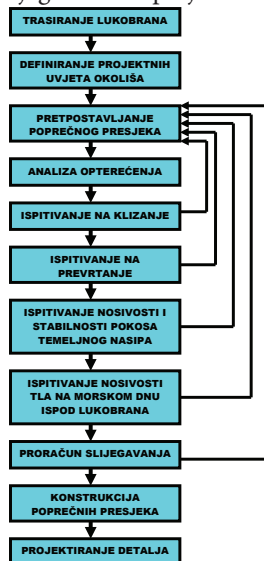 TRASIRANJE LUKOBRANA
DEFINIRANJE PROJEKTNIH
UVJETA OKOLIŠA
PRETPOSTAVLJANJE
POPREČNOG PRESJEKA
ANALIZA OPTEREĆENJA
ISPITIVANJE NA KLIZANJE
ISPITIVANJE NA
PREVRTANJE
ISPITIVANJE NOSIVOSTI I
STABILNOSTI POKOSA
TEMELJNOG NASIPA
ISPITIVANJE NOSIVOSTI
TLA NA MORSKOM DNU
ISPOD LUKOBRANA
PRORAČUN SLIJEGAVANJA
KONSTRUKCIJA
POPREČNIH PRESJEKA
PROJEKTIRANJE DETALJA